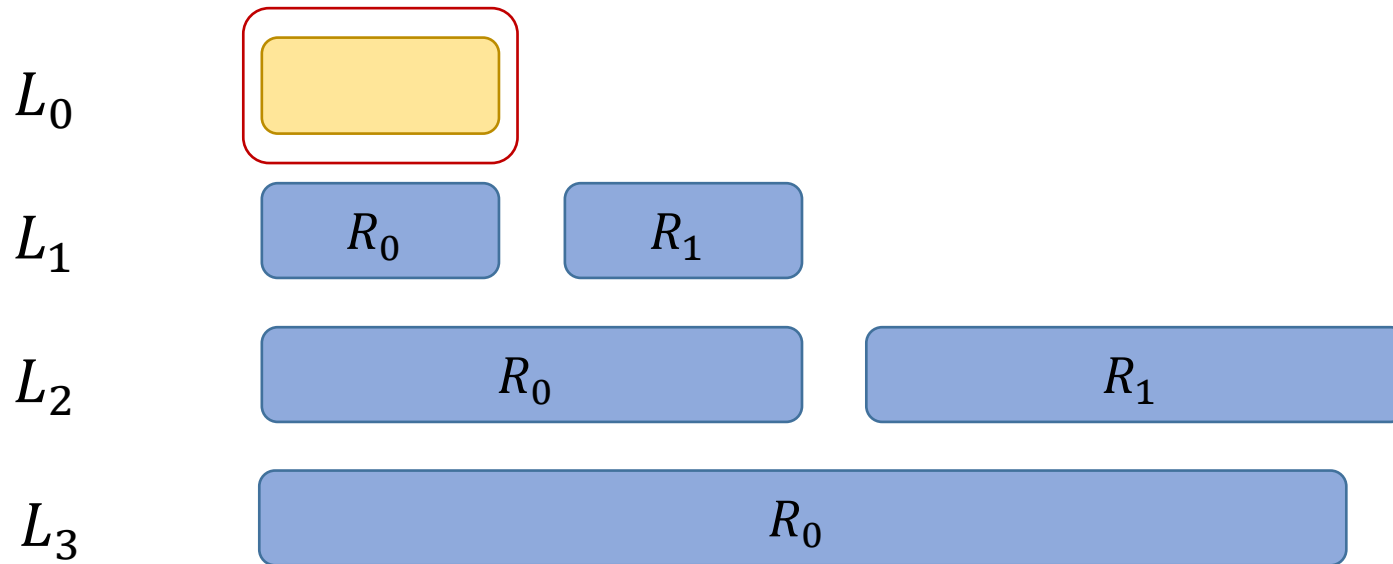 L₀
L₁ R₀ R₁
L₂ R₀ R₁
L₃ R₀